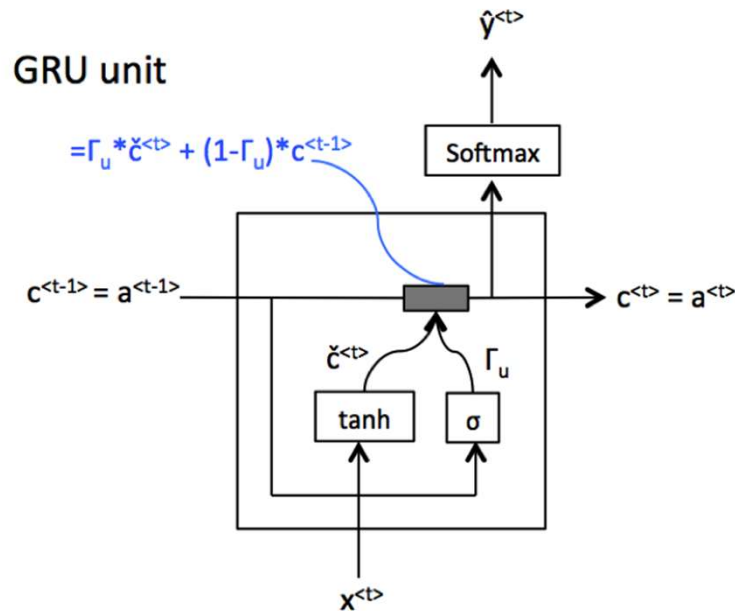 ŷ<t>
GRU unit
=Γu*č<t> + (1-Γu)*c<t-1>
Softmax
c<t-1> = a<t-1>
c<t> = a<t>
č<t>
Γu
tanh
σ
x<t>